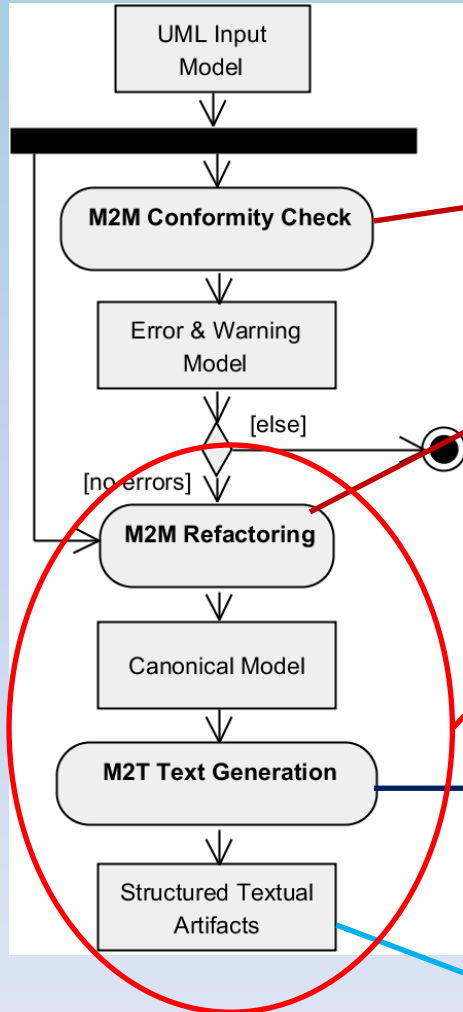 UML Input
Model
M2M Conformity Check
Error & Warning
Model
[else]
[no errors]
M2M Refactoring
Canonical Model
M2T Text Generation
Structured Textual
Artifacts